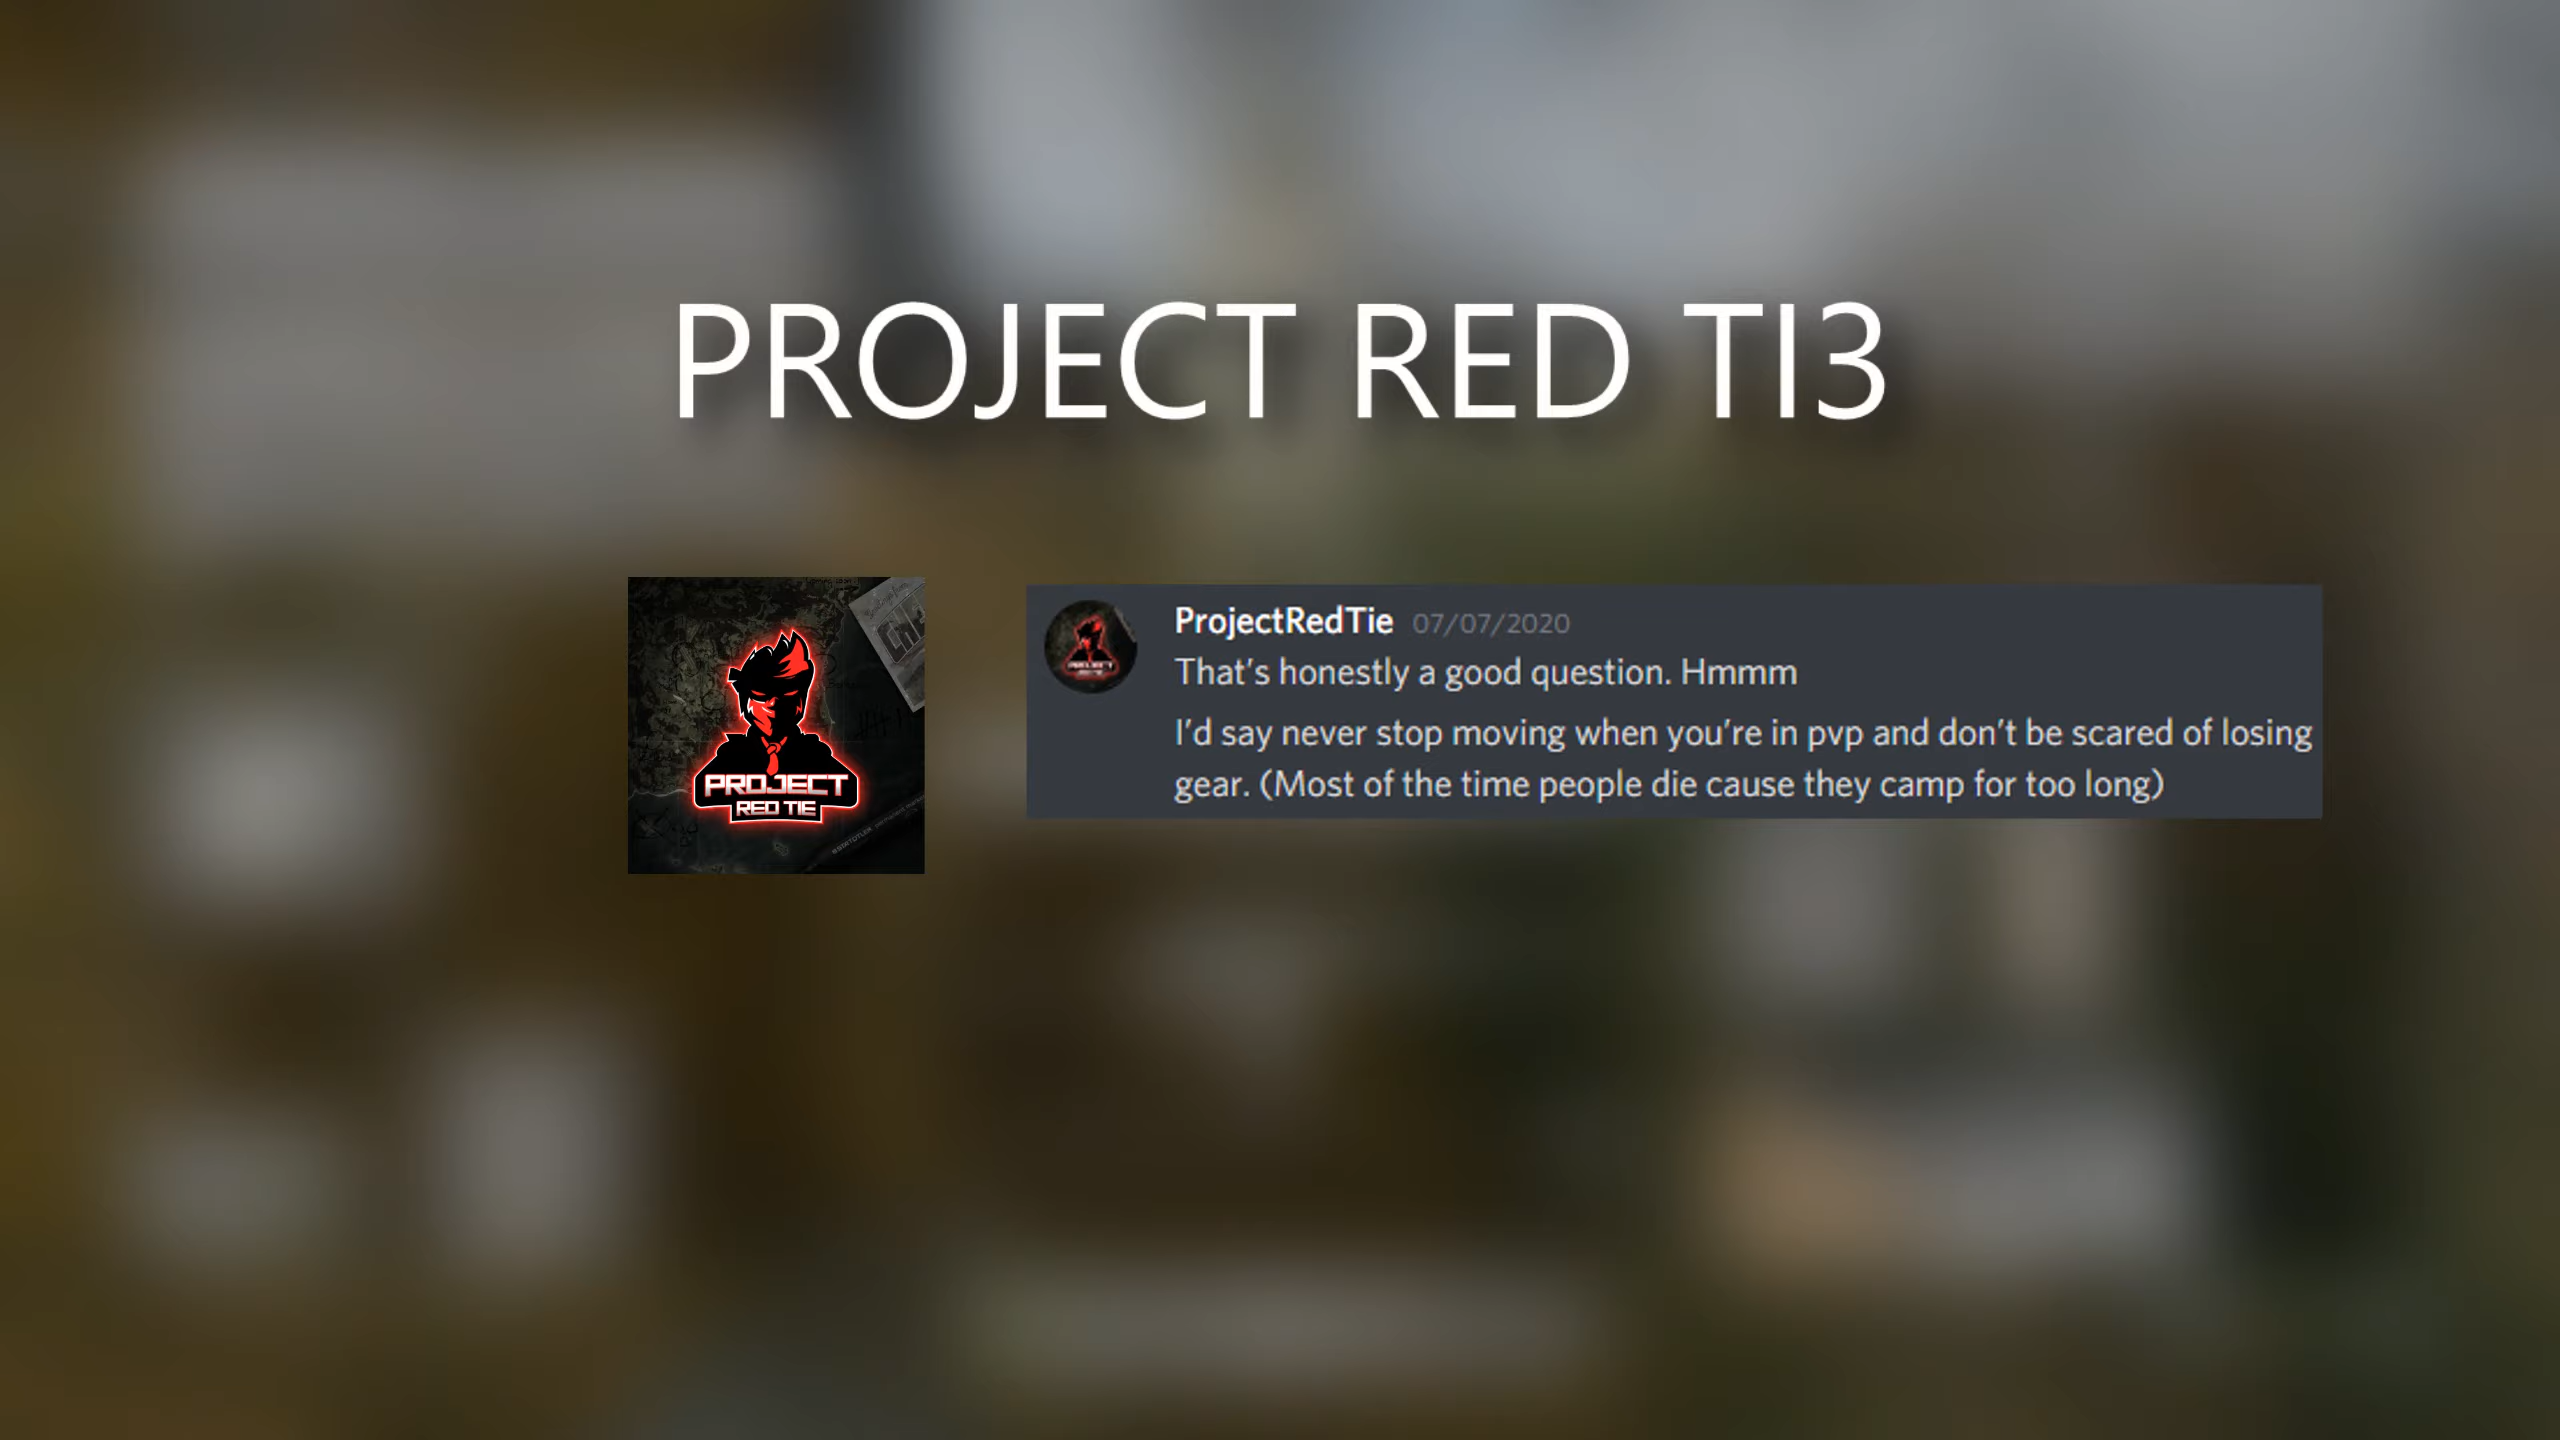 PROJECT RED TI3
PROJECT
RED TIE
ProjectRedTie 07/07/2020
That's honestly a good question. Hmmm
I'd say never stop moving when you're in pvp and don't be scared of losing
gear. (Most of the time people die cause they camp for too long)